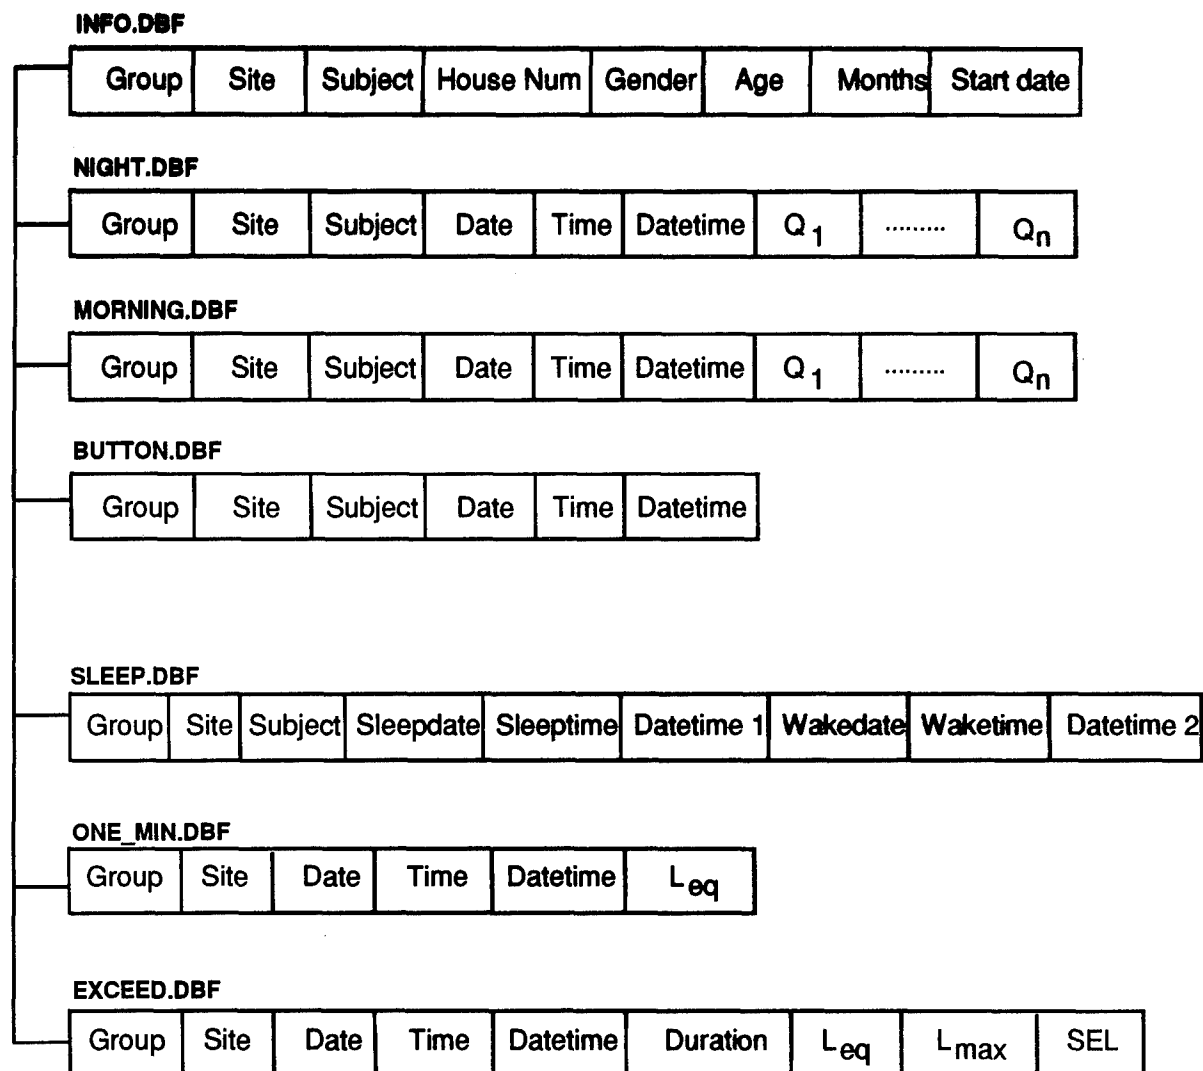 INFO.DBF
Group Site Subject House Num Gender Age Months Start date
NIGHT.DBF
Group Site Subject Date Time Datetime Q1 ......... Qn
MORNING.DBF
Group Site Subject Date Time Datetime Q1 ......... Qn
BUTTON.DBF
Group Site Subject Date Time Datetime
SLEEP.DBF
Group Site Subject Sleepdate Sleeptime Datetime 1 Wakedate Waketime Datetime 2
ONE_MIN.DBF
Group Site Date Time Datetime Leq
EXCEED.DBF
Group Site Date Time Datetime Duration Leq Lmax SEL